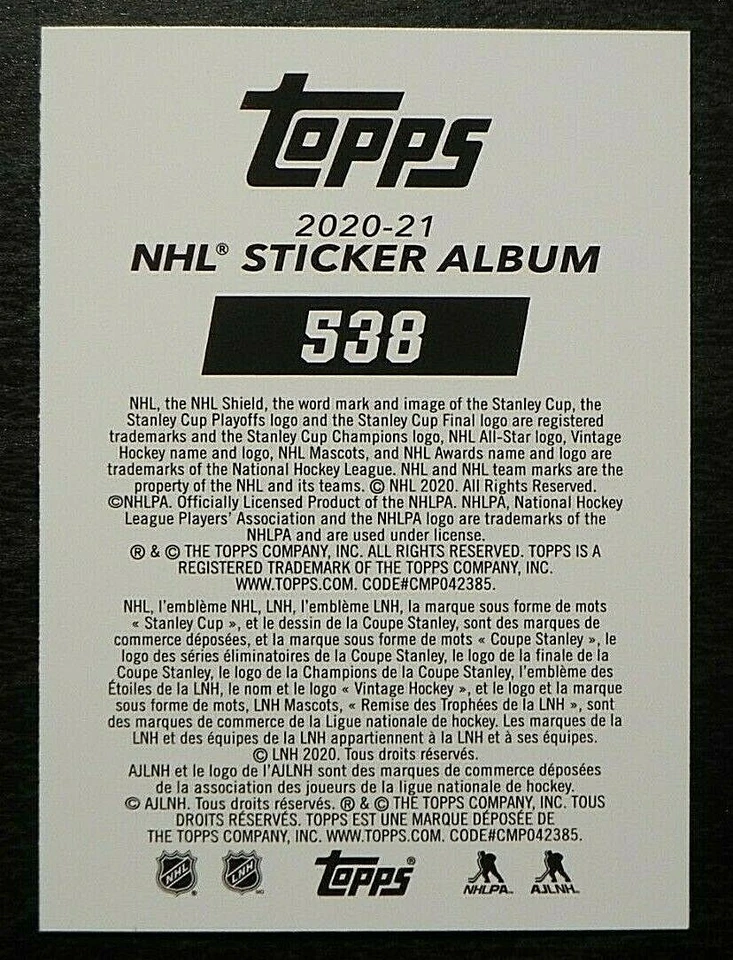 TOPPS
2020-21
NHL® STICKER ALBUM
538
NHL, the NHL Shield, the word mark and image of the Stanley Cup, the
Stanley Cup Playoffs logo and the Stanley Cup Final logo are registered
trademarks and the Stanley Cup Champions logo, NHL All-Star logo, Vintage
Hockey name and logo, NHL Mascots, and NHL Awards name and logo are
trademarks of the National Hockey League. NHL and NHL team marks are the
property of the NHL and its teams. © NHL 2020. All Rights Reserved.
©NHLPA. Officially Licensed Product of the NHLPA. NHLPA, National Hockey
League Players' Association and the NHLPA logo are trademarks of the
NHLPA and are used under license.
® & © THE TOPPS COMPANY, INC. ALL RIGHTS RESERVED. TOPPS IS A
REGISTERED TRADEMARK OF THE TOPPS COMPANY, INC.
WWW.TOPPS.COM. CODE#CMP042385.
NHL, l'emblème NHL, LNH, l'emblème LNH, la marque sous forme de mots
« Stanley Cup », et le dessin de la Coupe Stanley, sont des marques de
commerce déposées, et la marque sous forme de mots « Coupe Stanley », le
logo des séries éliminatoires de la Coupe Stanley, le logo de la finale de la
Coupe Stanley, le logo de la Champions de la Coupe Stanley, l'emblème des
Étoiles de la LNH, le nom et le logo « Vintage Hockey », et le logo et la marque
sous forme de mots, LNH Mascots, « Remise des Trophées de la LNH », sont
des marques de commerce de la Ligue nationale de hockey. Les marques de la
LNH et des équipes de la LNH appartiennent à la LNH et à ses équipes.
© LNH 2020. Tous droits réservés.
AJLNH et le logo de l'AJLNH sont des marques de commerce déposées
de la association des joueurs de la ligue nationale de hockey.
© AJLNH. Tous droits réservés. ® & © THE TOPPS COMPANY, INC. TOUS
DROITS RÉSERVÉS. TOPPS EST UNE MARQUE DÉPOSÉE DE
THE TOPPS COMPANY, INC. WWW.TOPPS.COM. CODE#CMP042385.
NHL® LNH MC TOPPS® NHLPA AJLNH